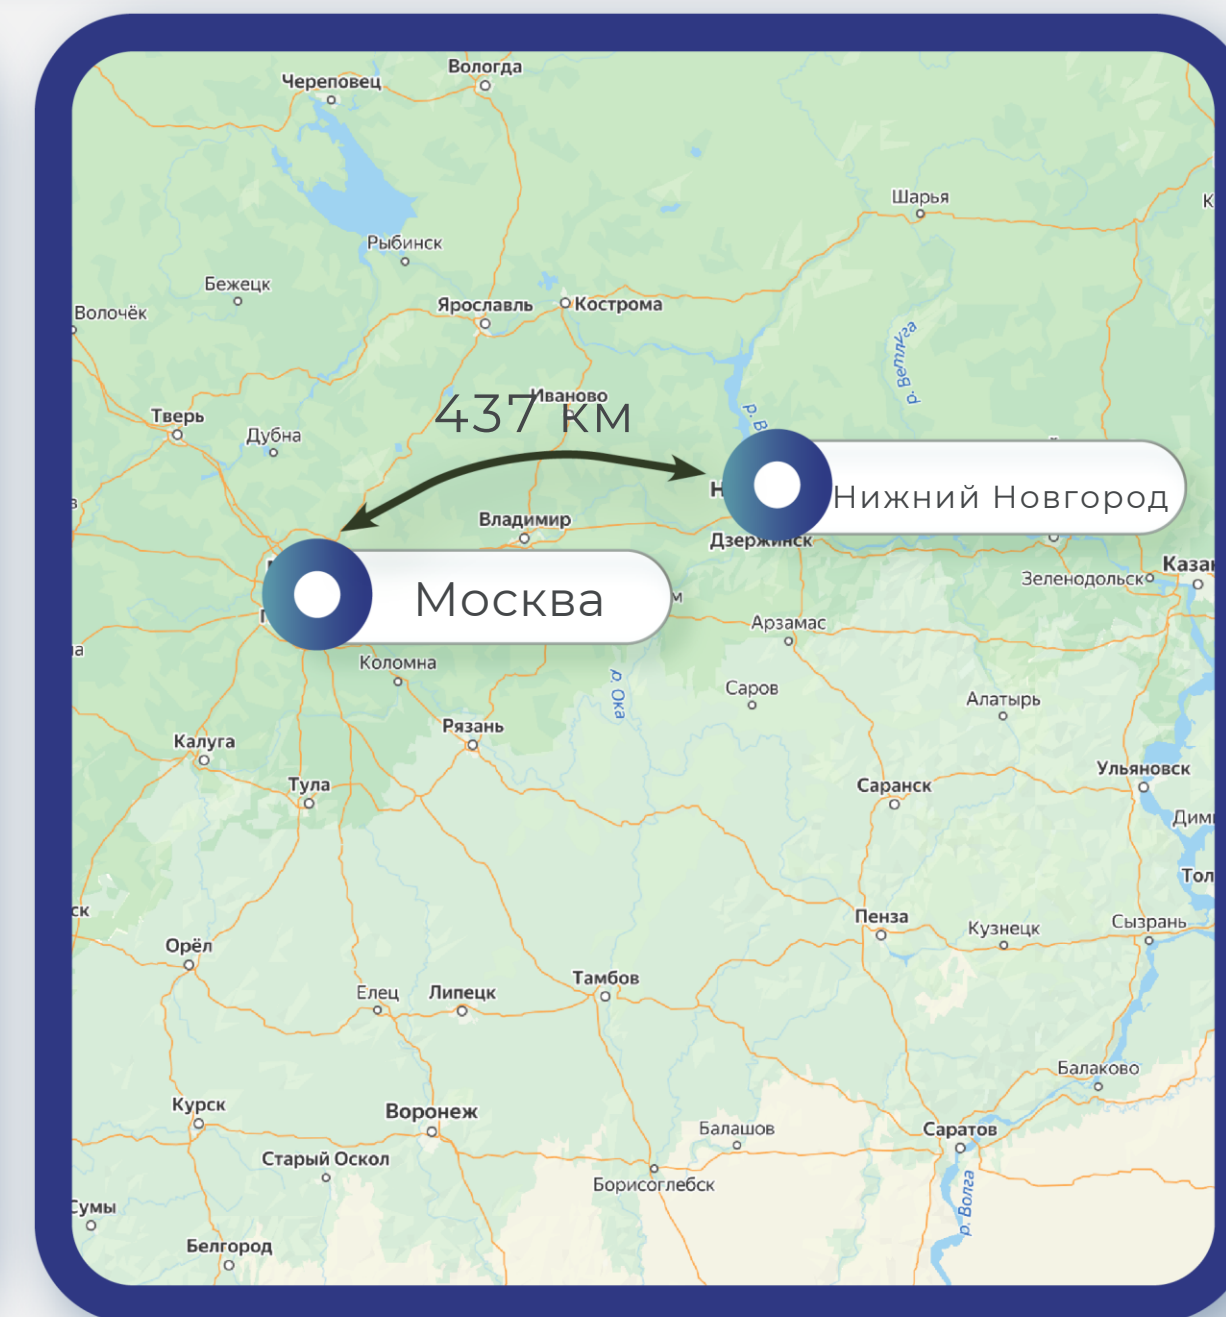 Вологда
Череповец
Шарья
Рыбинск
Бежецк
Волочёк
Ярославль
Кострома
р. Ветлуга
Иваново
437 км
Тверь
Дубна
Нижний Новгород
Владимир
Дзержинск
Зеленодольск
Москва
Арзамас
Коломна
р. Ока
Саров
Алатырь
Рязань
Калуга
Ульяновск
Тула
Саранск
Пенза
Кузнецк
Сызрань
Орёл
Тамбов
Елец
Липецк
Балаково
Курск
Воронеж
Балашов
Саратов
Старый Оскол
Борисоглебск
р. Волга
Сумы
Белгород